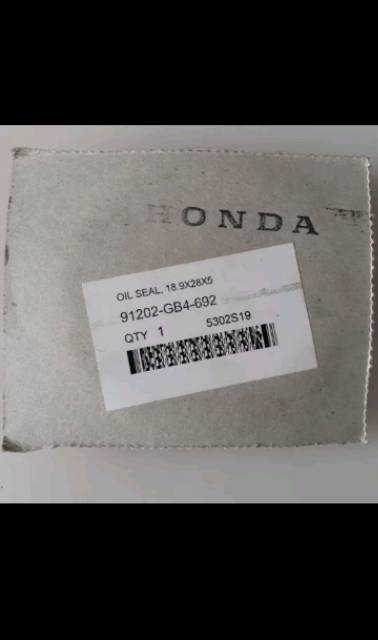 HONDA
OIL SEAL, 18.9X28X5
91202-GB4-692
QTY 1 5302S19